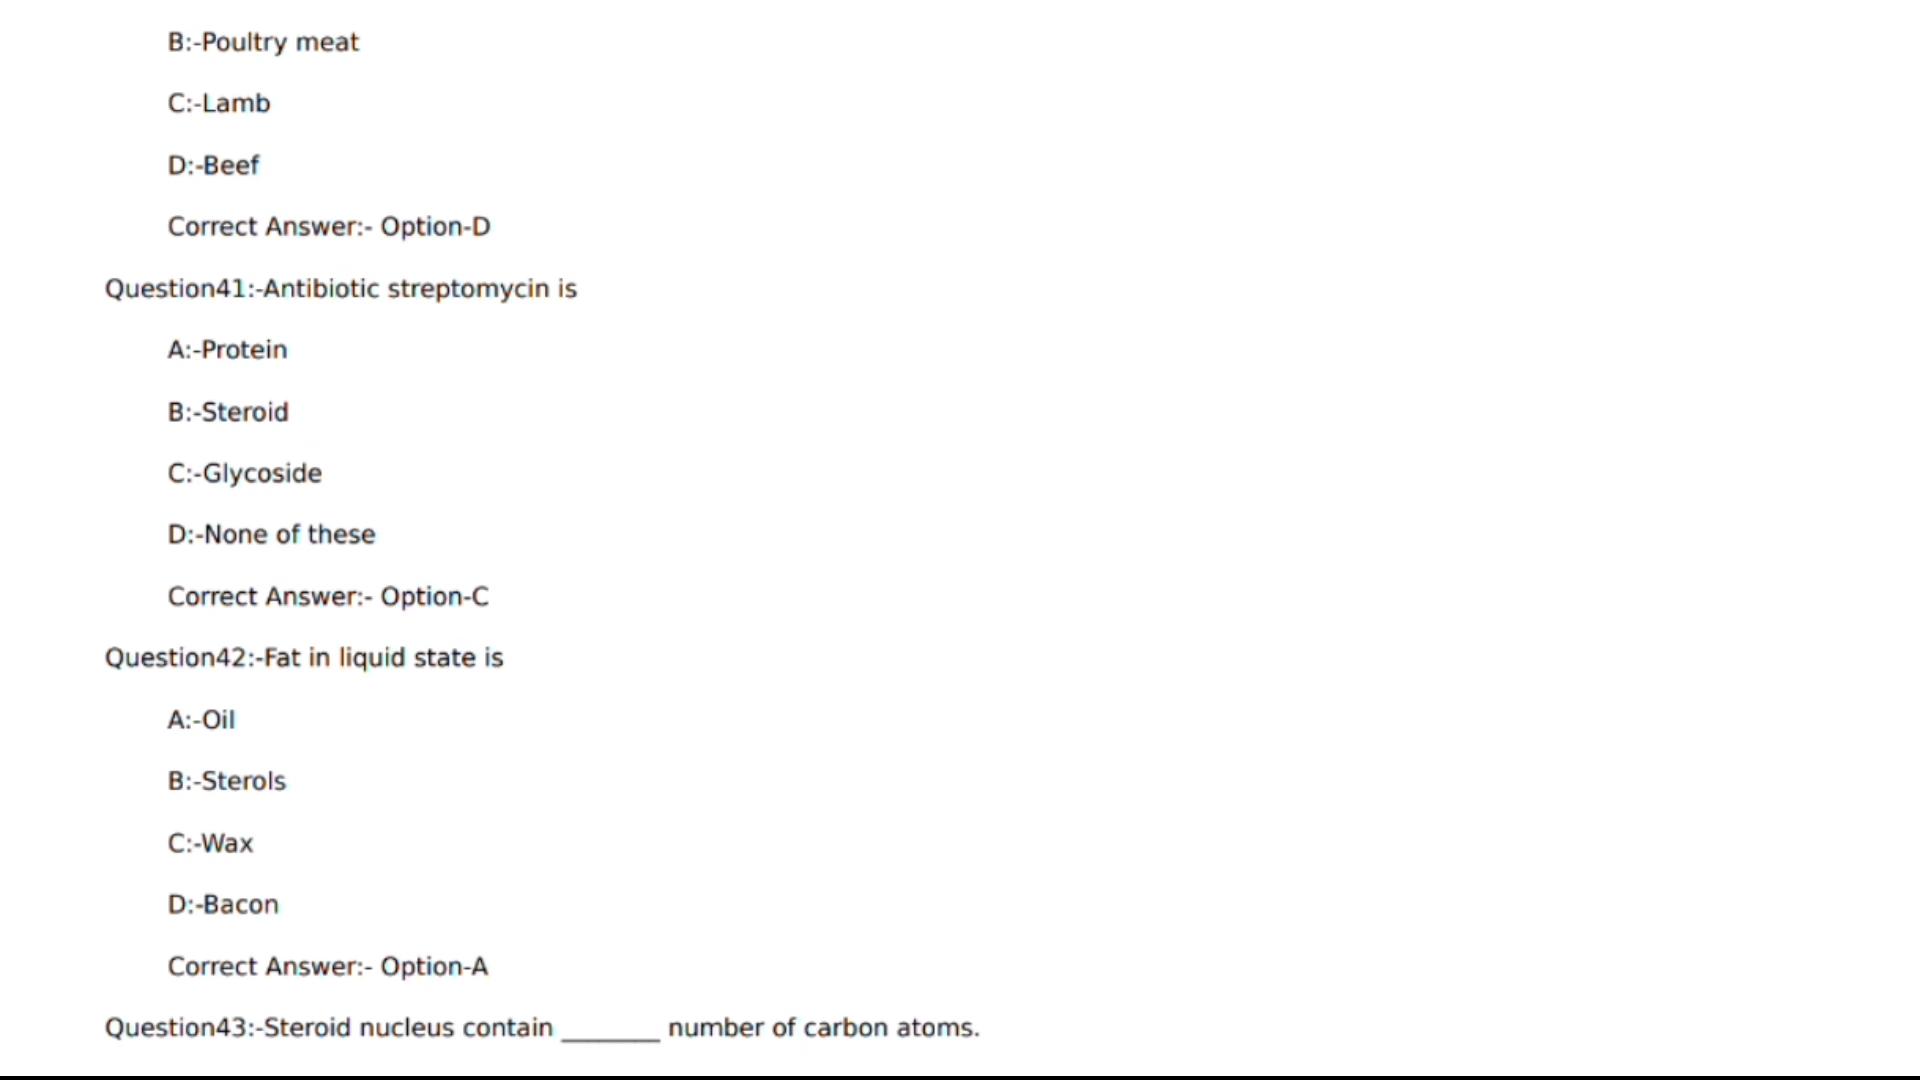 B:-Poultry meat
C:-Lamb
D:-Beef
Correct Answer:- Option-D
Question41:-Antibiotic streptomycin is
A:-Protein
B:-Steroid
C:-Glycoside
D:-None of these
Correct Answer:- Option-C
Question42:-Fat in liquid state is
A:-Oil
B:-Sterols
C:-Wax
D:-Bacon
Correct Answer:- Option-A
Question43:-Steroid nucleus contain ________ number of carbon atoms.